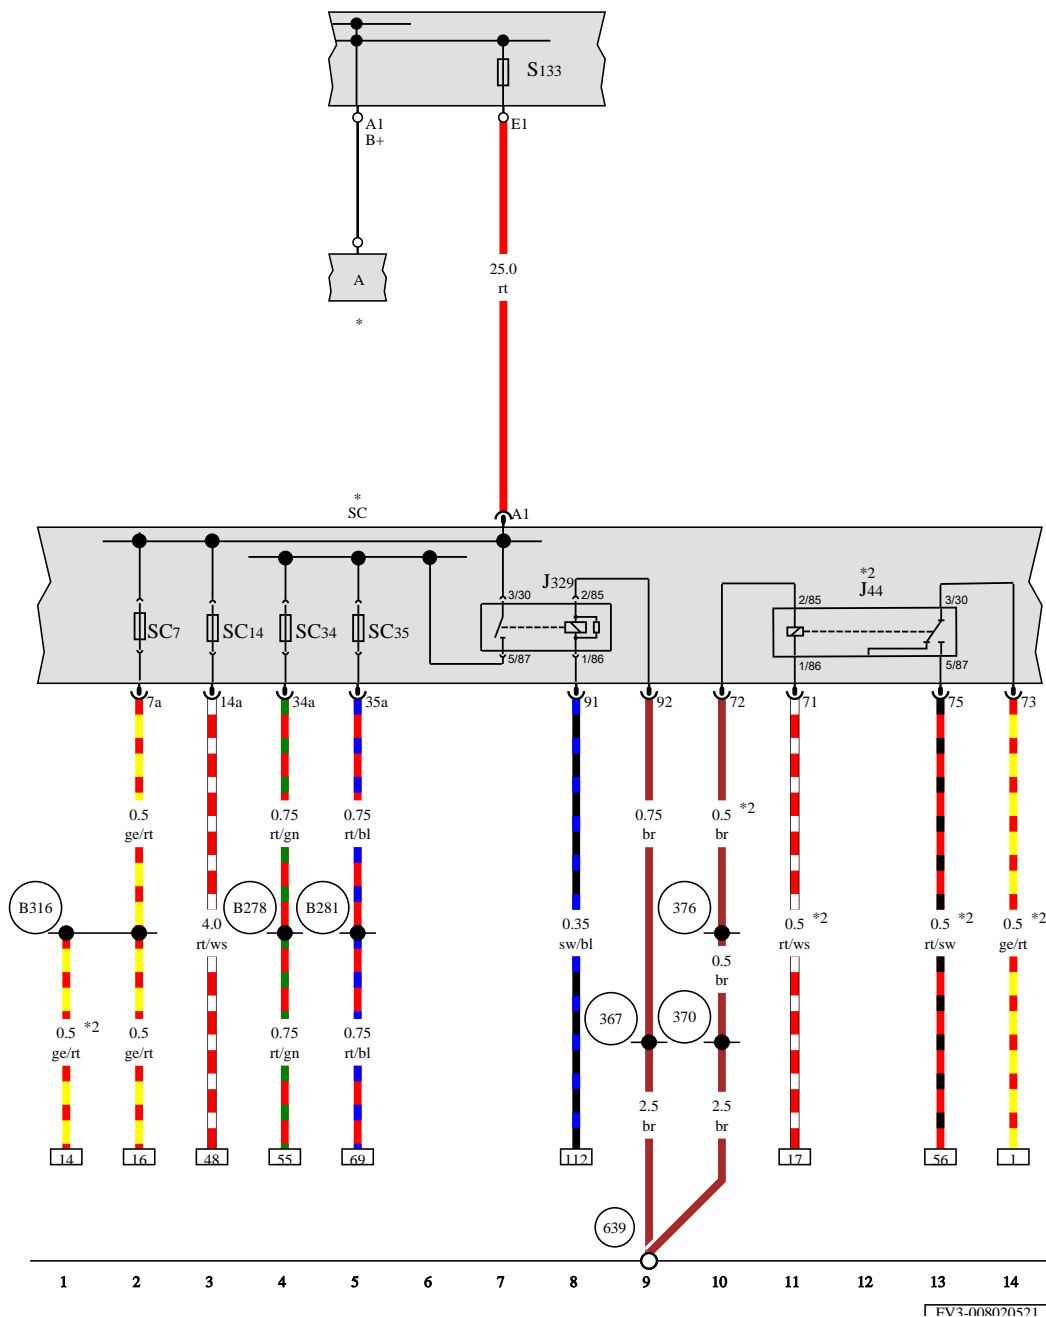 S133
A1
B+
E1
A
*
25.0
rt
*
SC
A1
J329
*2
J44
3/30
2/85
2/85
3/30
SC7
SC14
SC34
SC35
5/87
1/86
1/86
5/87
7a
14a
34a
35a
91
92
72
71
75
73
0.5
ge/rt
0.75
rt/gn
0.75
rt/bl
0.75
br
0.5
br
*2
B316
B278
B281
376
4.0
rt/ws
0.35
sw/bl
0.5
rt/ws
*2
0.5
rt/sw
*2
0.5
ge/rt
*2
0.5
br
367
370
0.5
ge/rt
*2
0.5
ge/rt
0.75
rt/gn
0.75
rt/bl
2.5
br
2.5
br
14
16
48
55
69
112
17
56
1
639
1 2 3 4 5 6 7 8 9 10 11 12 13 14
EV3-008020521